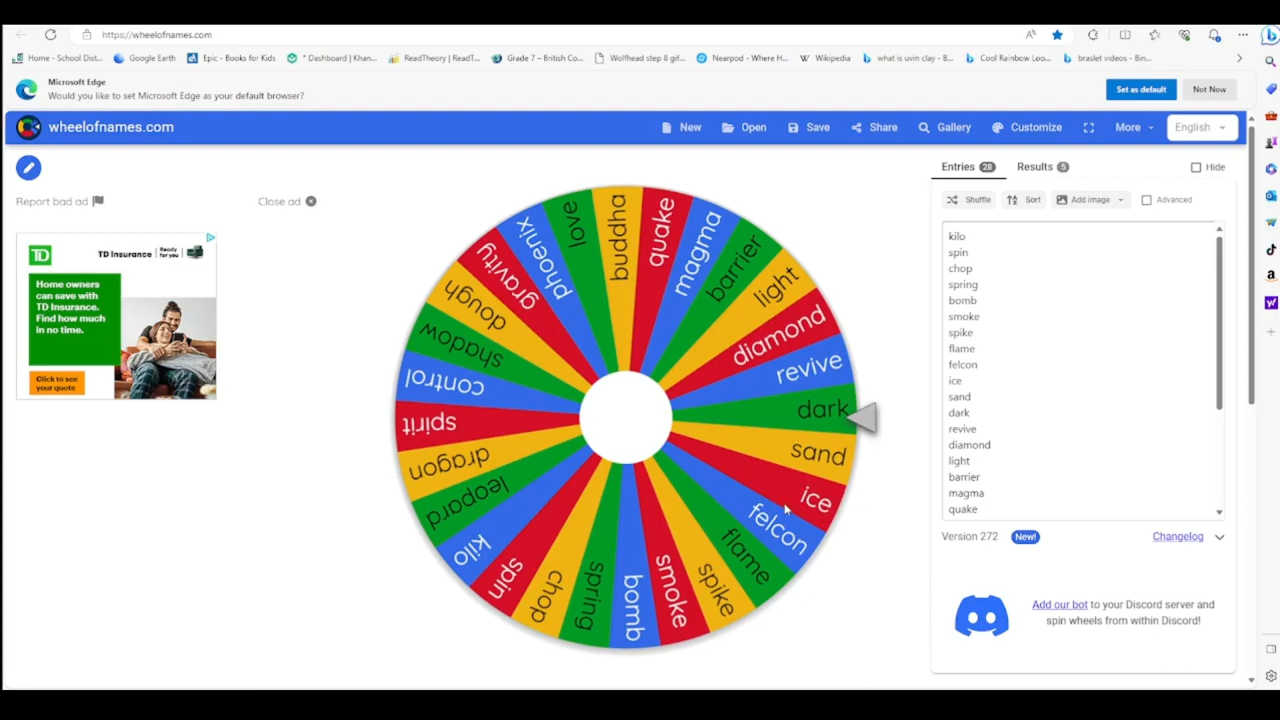 https://wheelofnames.com
Home - School Dist...
Google Earth
Epic - Books for Kids
* Dashboard | Khan...
ReadTheory | ReadT...
Grade 7 – British Co...
Wolfhead step 8 gif...
Nearpod - Where H...
Wikipedia
what is uvin clay - B...
Cool Rainbow Loo...
braslet videos - Bin...
Microsoft Edge
Would you like to set Microsoft Edge as your default browser?
Set as default
Not Now
wheelofnames.com
New
Open
Save
Share
Gallery
Customize
More
English
Report bad ad
Close ad
TD
TD Insurance
Ready for you
Home owners
can save with
TD Insurance.
Find how much
in no time.
Click to see
your quote
buddha
quake
magma
barrier
light
diamond
revive
dark
sand
ice
felcon
flame
spike
smoke
bomb
spring
chop
spin
kilo
leopard
dragon
spirit
control
shadow
dough
gravity
phoenix
love
Entries 28
Results 5
Hide
Shuffle
Sort
Add image
Advanced
kilo
spin
chop
spring
bomb
smoke
spike
flame
felcon
ice
sand
dark
revive
diamond
light
barrier
magma
quake
Version 272
New!
Changelog
Add our bot to your Discord server and
spin wheels from within Discord!